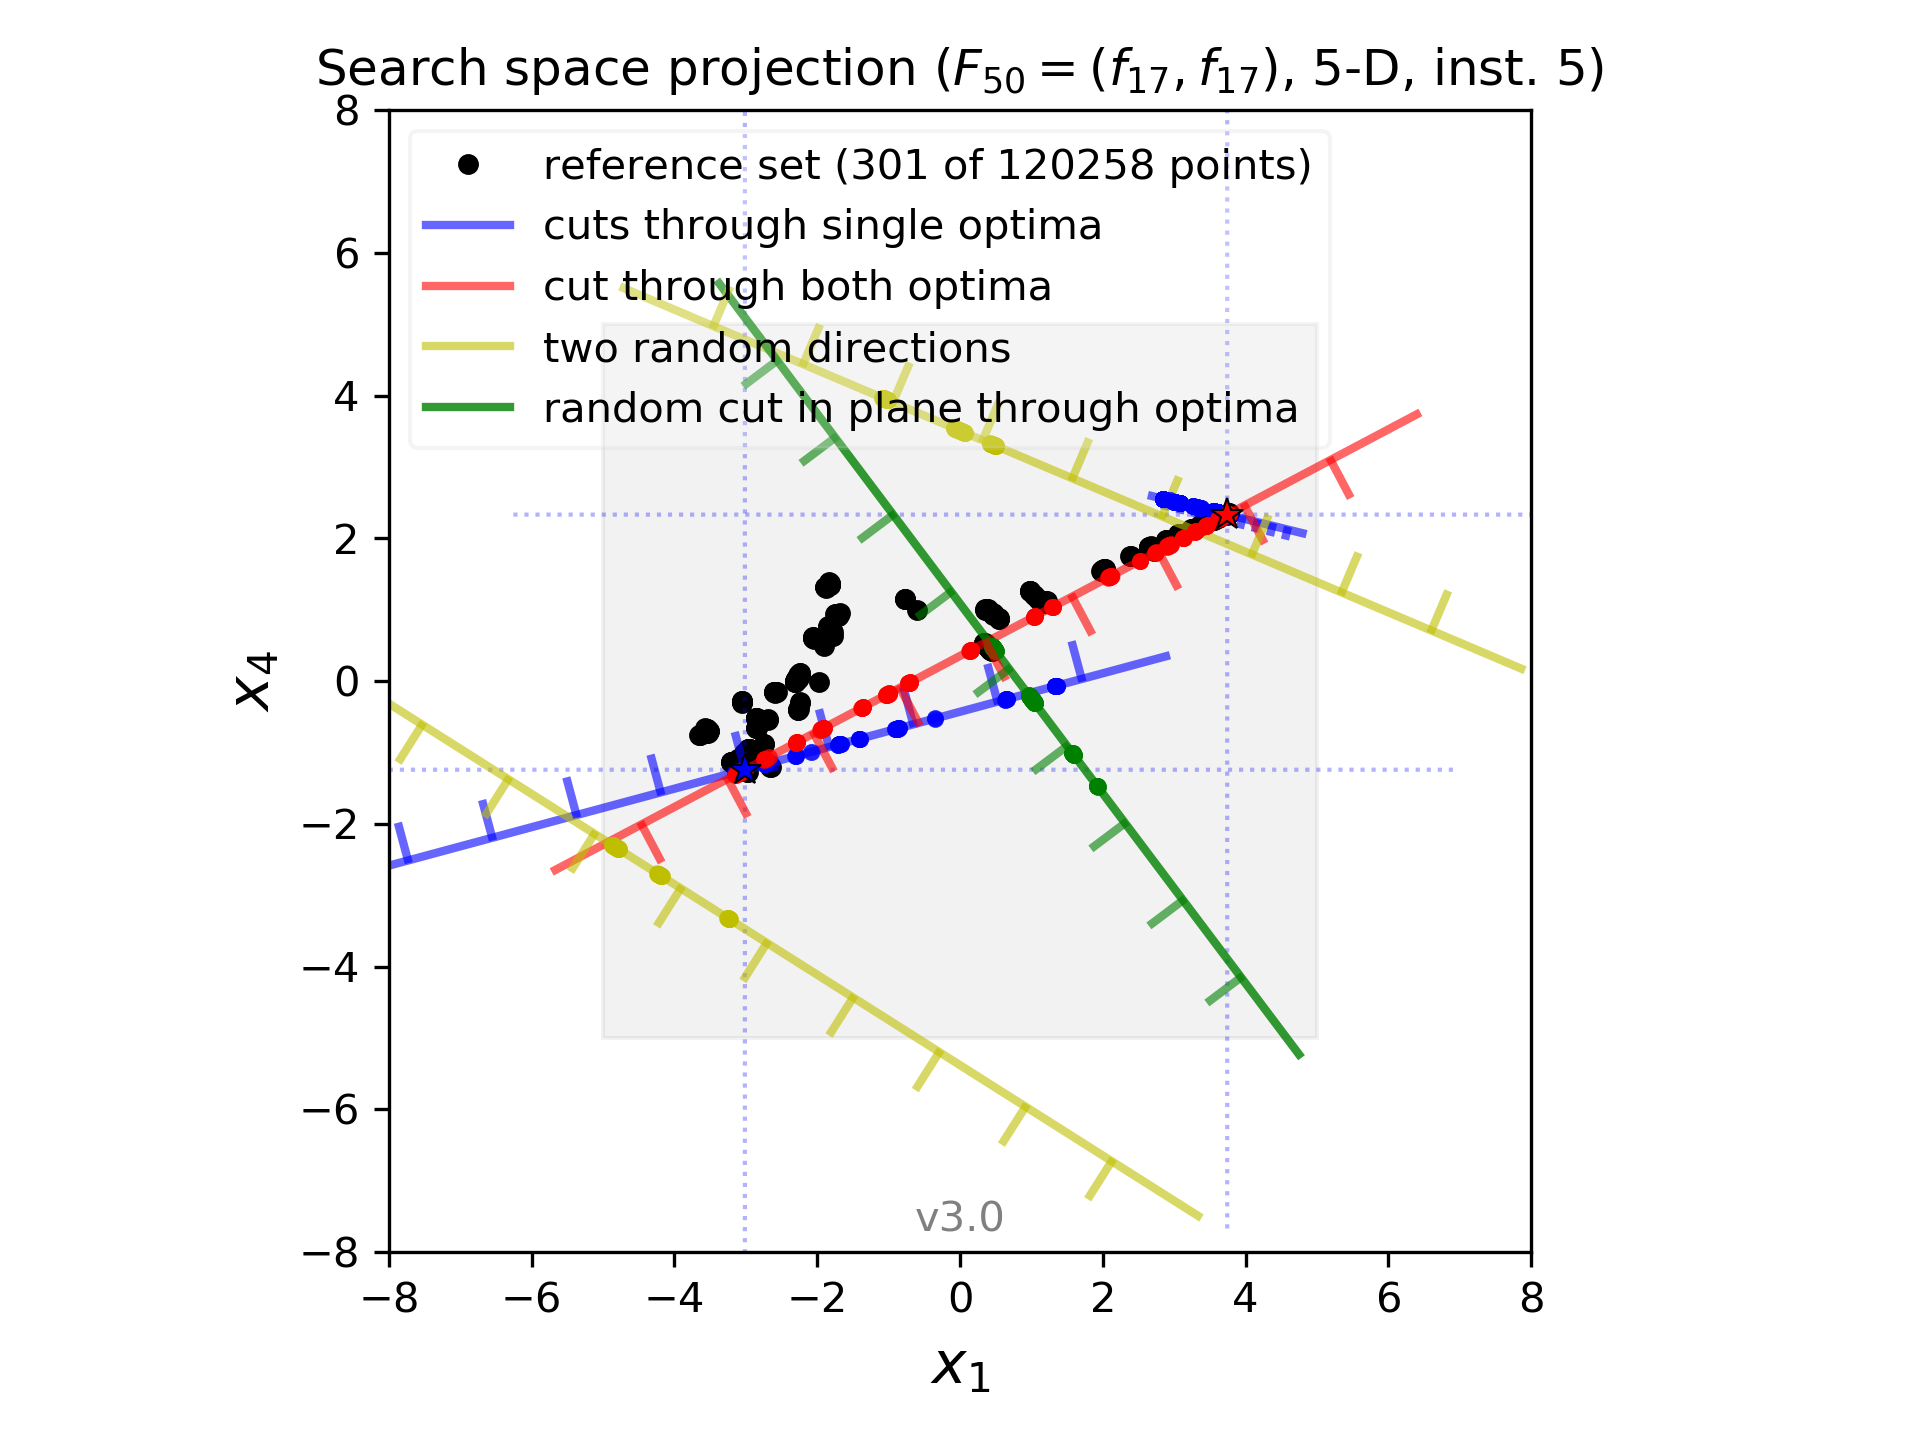 Search space projection (F50 = (f17, f17), 5-D, inst. 5)
reference set (301 of 120258 points)
cuts through single optima
cut through both optima
two random directions
random cut in plane through optima
8
6
4
2
0
−2
−4
−6
−8
x4
v3.0
−8 −6 −4 −2 0 2 4 6 8
x1